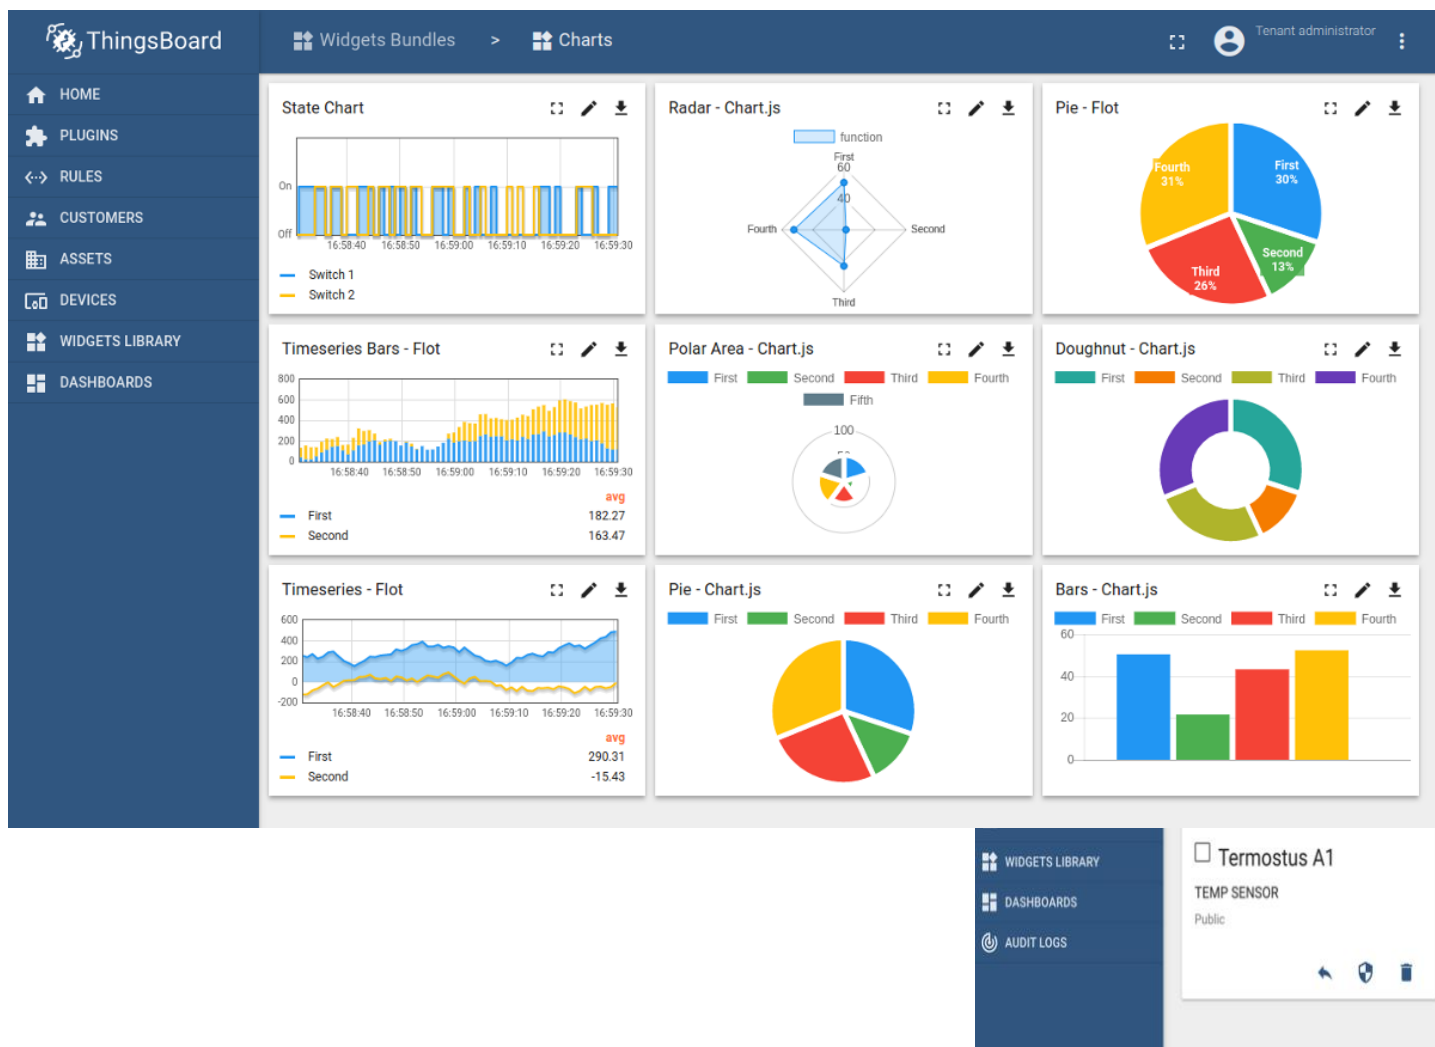 ThingsBoard
Widgets Bundles > Charts
Tenant administrator
HOME
PLUGINS
RULES
CUSTOMERS
ASSETS
DEVICES
WIDGETS LIBRARY
DASHBOARDS
State Chart
On
Off
16:58:40 16:58:50 16:59:00 16:59:10 16:59:20 16:59:30
Switch 1
Switch 2
Radar - Chart.js
function
First
60
40
Fourth
Second
Third
Pie - Flot
Fourth
31%
First
30%
Second
13%
Third
26%
Timeseries Bars - Flot
800
600
400
200
0
16:58:40 16:58:50 16:59:00 16:59:10 16:59:20 16:59:30
avg
First 182.27
Second 163.47
Polar Area - Chart.js
First Second Third Fourth
Fifth
100
Doughnut - Chart.js
First Second Third Fourth
Timeseries - Flot
600
400
200
0
-200
16:58:40 16:58:50 16:59:00 16:59:10 16:59:20 16:59:30
avg
First 290.31
Second -15.43
Pie - Chart.js
First Second Third Fourth
Bars - Chart.js
First Second Third Fourth
60
40
20
0
WIDGETS LIBRARY
DASHBOARDS
AUDIT LOGS
Termostus A1
TEMP SENSOR
Public